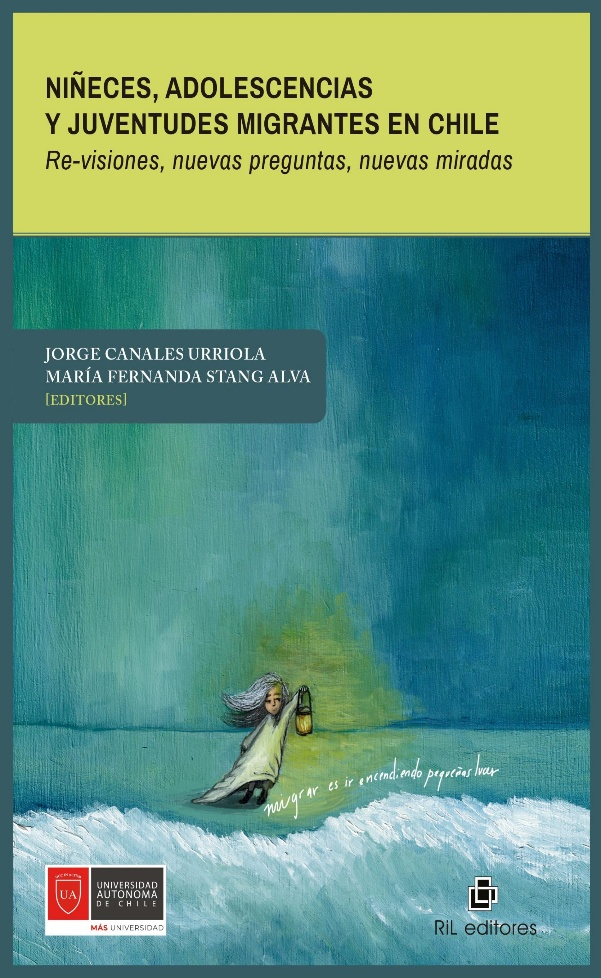 NIÑECES, ADOLESCENCIAS
Y JUVENTUDES MIGRANTES EN CHILE
Re-visiones, nuevas preguntas, nuevas miradas
JORGE CANALES URRIOLA
MARÍA FERNANDA STANG ALVA
[EDITORES]
migrar es ir encendiendo pequeñas luces
UA
UNIVERSIDAD
AUTONOMA
DE CHILE
MÁS UNIVERSIDAD
RiL editores